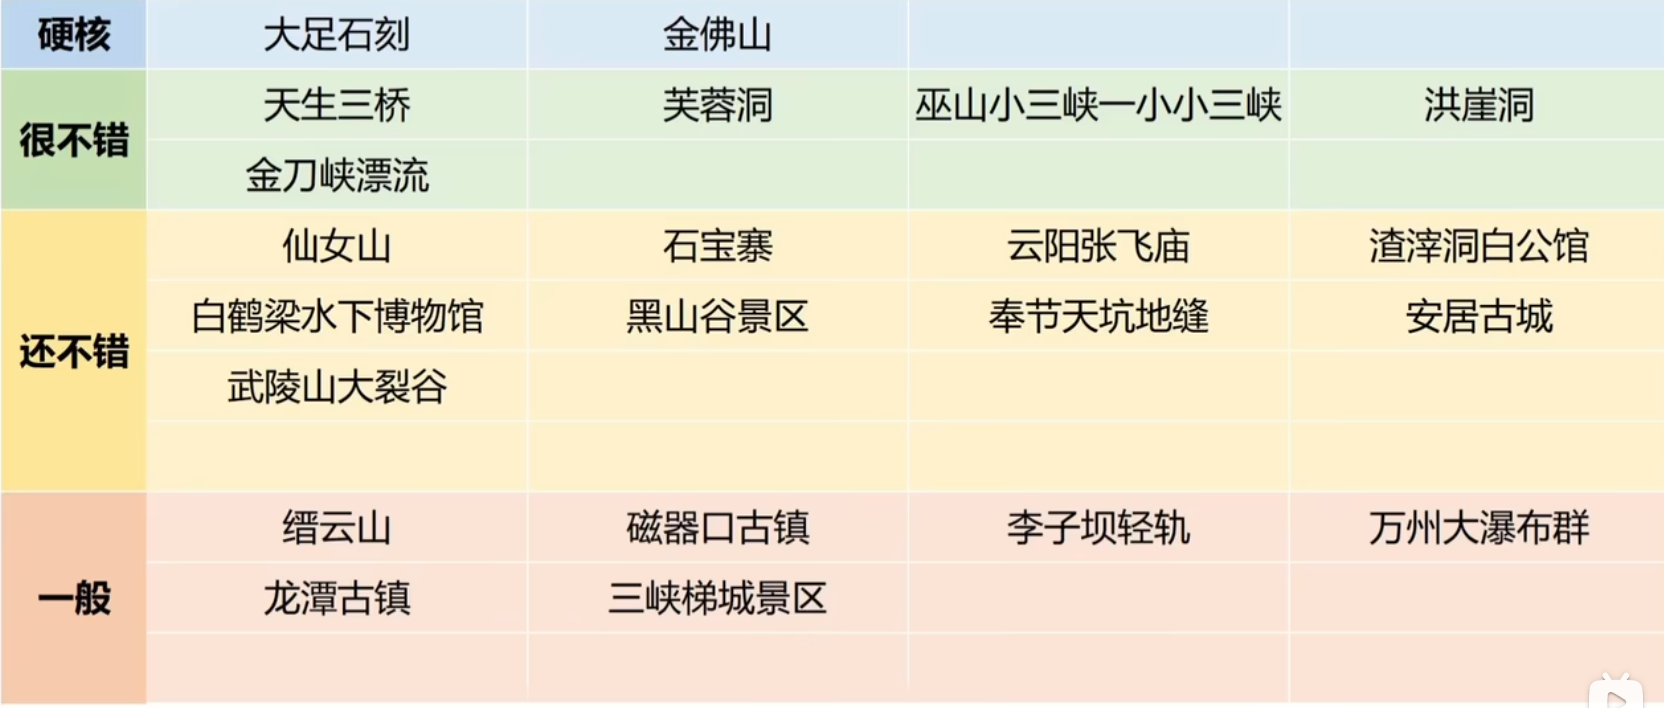 硬核 大足石刻 金佛山
很不错 天生三桥 芙蓉洞 巫山小三峡—小小三峡 洪崖洞
金刀峡漂流
还不错 仙女山 石宝寨 云阳张飞庙 渣滓洞白公馆
白鹤梁水下博物馆 黑山谷景区 奉节天坑地缝 安居古城
武陵山大裂谷
一般 缙云山 磁器口古镇 李子坝轻轨 万州大瀑布群
龙潭古镇 三峡梯城景区